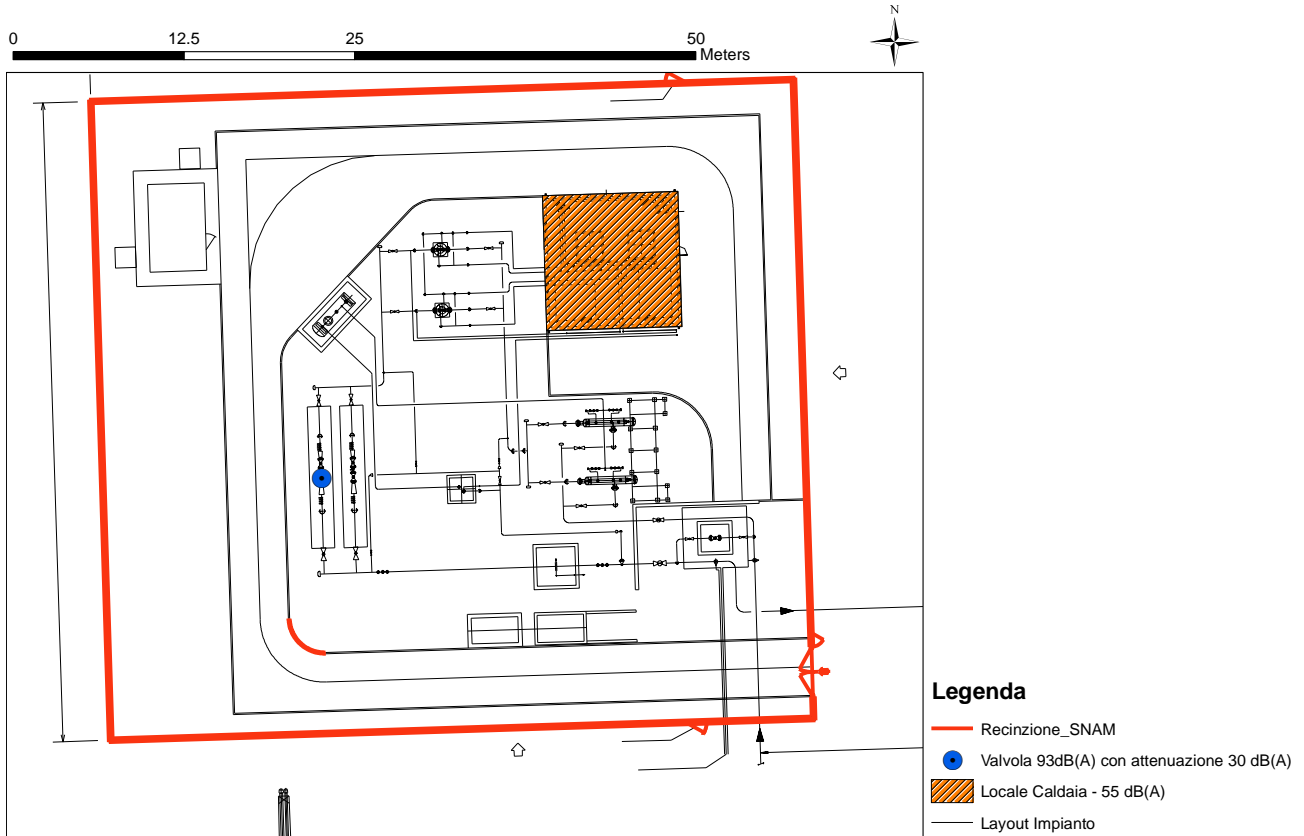 N
0 12.5 25 50
Meters
Legenda
Recinzione_SNAM
Valvola 93dB(A) con attenuazione 30 dB(A)
Locale Caldaia - 55 dB(A)
Layout Impianto